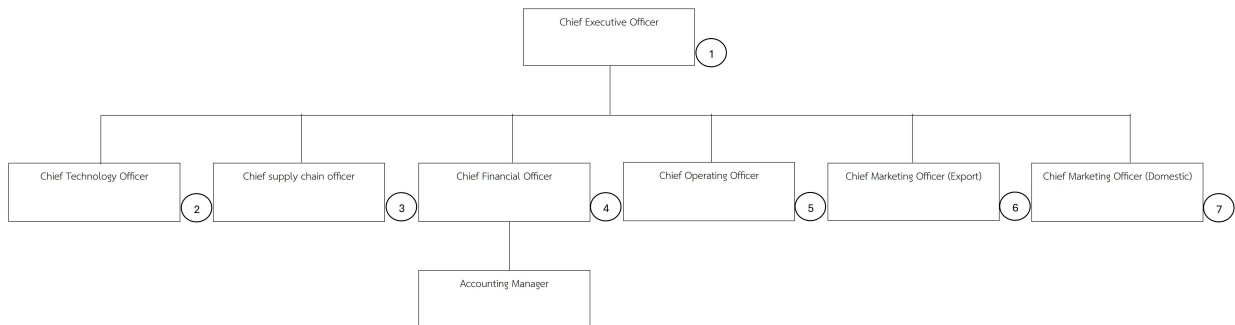 Chief Executive Officer
1
Chief Technology Officer
2
Chief supply chain officer
3
Chief Financial Officer
4
Chief Operating Officer
5
Chief Marketing Officer (Export)
6
Chief Marketing Officer (Domestic)
7
Accounting Manager